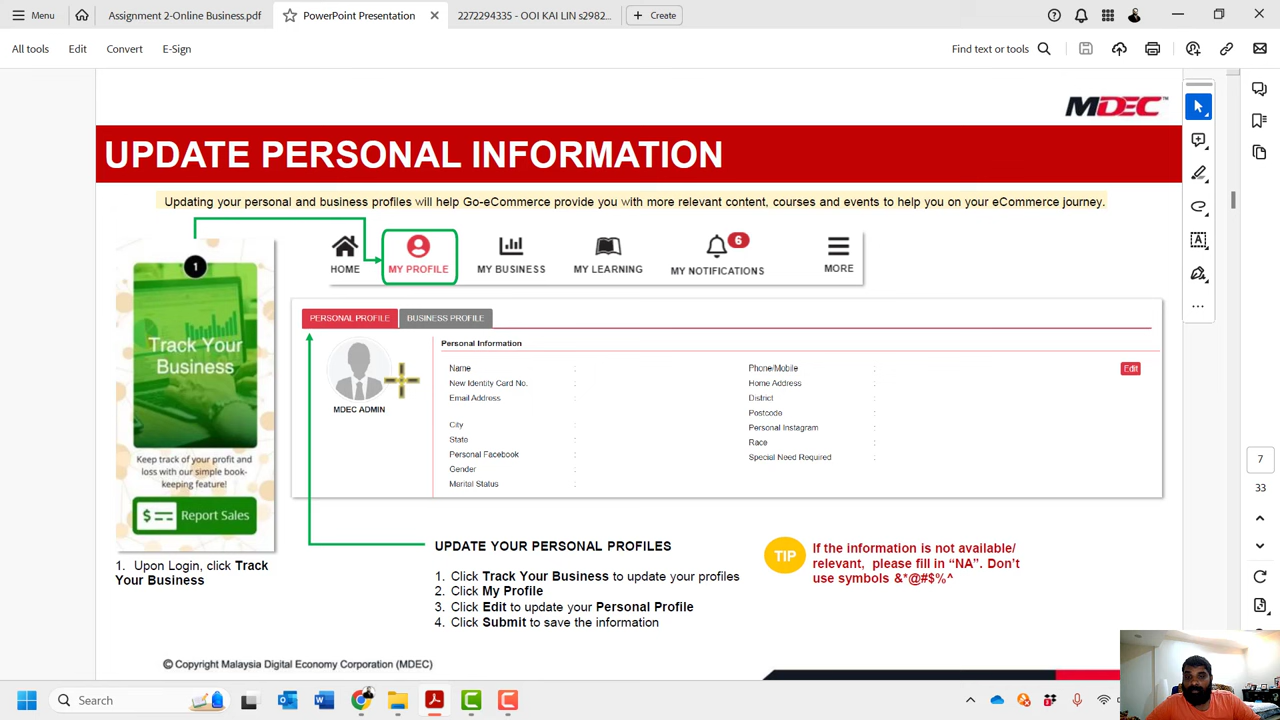 Menu
Assignment 2-Online Business.pdf
PowerPoint Presentation
2272294335 - OOI KAI LIN s2982...
Create
All tools
Edit
Convert
E-Sign
Find text or tools
MDEC™
UPDATE PERSONAL INFORMATION
Updating your personal and business profiles will help Go-eCommerce provide you with more relevant content, courses and events to help you on your eCommerce journey.
HOME
MY PROFILE
MY BUSINESS
MY LEARNING
6
MY NOTIFICATIONS
MORE
1
Track Your
Business
Keep track of your profit and
loss with our simple book-
keeping feature!
$ Report Sales
1. Upon Login, click Track
Your Business
PERSONAL PROFILE
BUSINESS PROFILE
MDEC ADMIN
Personal Information
Name :
New Identity Card No. :
Email Address :
City :
State :
Personal Facebook :
Gender :
Marital Status :
Phone/Mobile :
Home Address :
District :
Postcode :
Personal Instagram :
Race :
Special Need Required :
Edit
UPDATE YOUR PERSONAL PROFILES
1. Click Track Your Business to update your profiles
2. Click My Profile
3. Click Edit to update your Personal Profile
4. Click Submit to save the information
TIP
If the information is not available/
relevant, please fill in “NA”. Don't
use symbols &*@#$%^
© Copyright Malaysia Digital Economy Corporation (MDEC)
7
33
Search